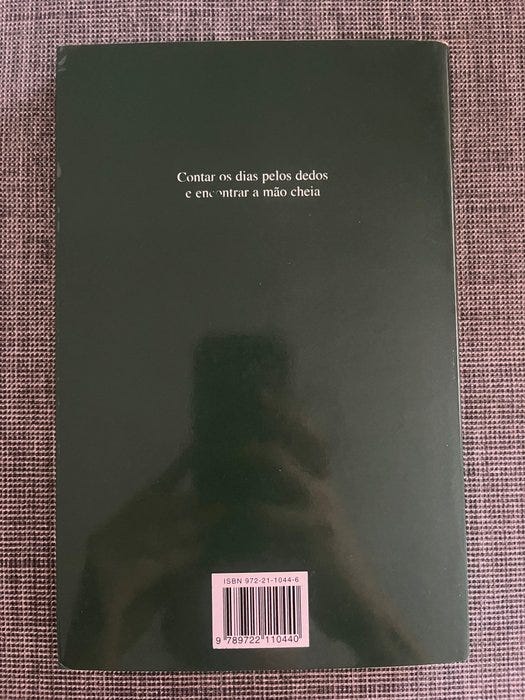 Contar os dias pelos dedos
e encontrar a mão cheia
ISBN 972-21-1044-6
9 789722 110440